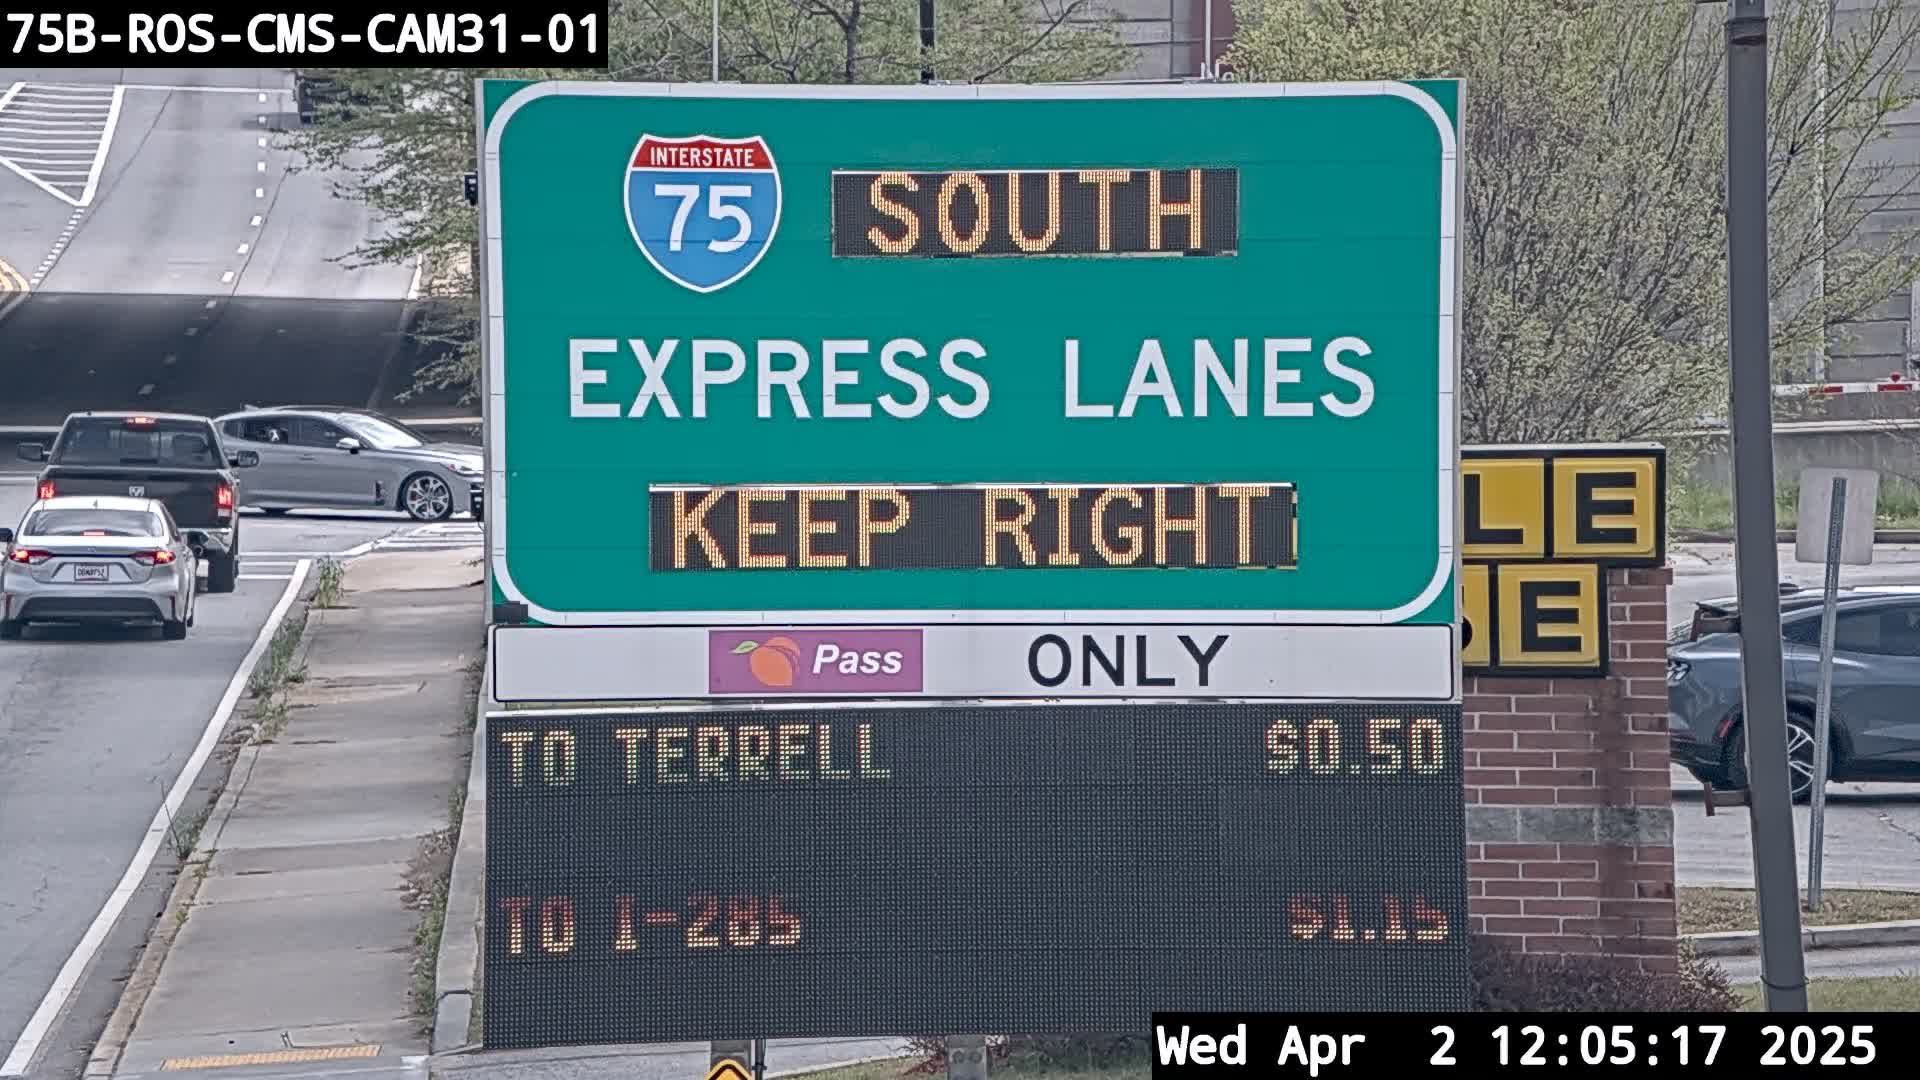 75B-ROS-CMS-CAM31-01
INTERSTATE
75 SOUTH
EXPRESS LANES
KEEP RIGHT
Pass ONLY
TO TERRELL $0.50
TO I-285 $1.15
LE
E
Wed Apr 2 12:05:17 2025